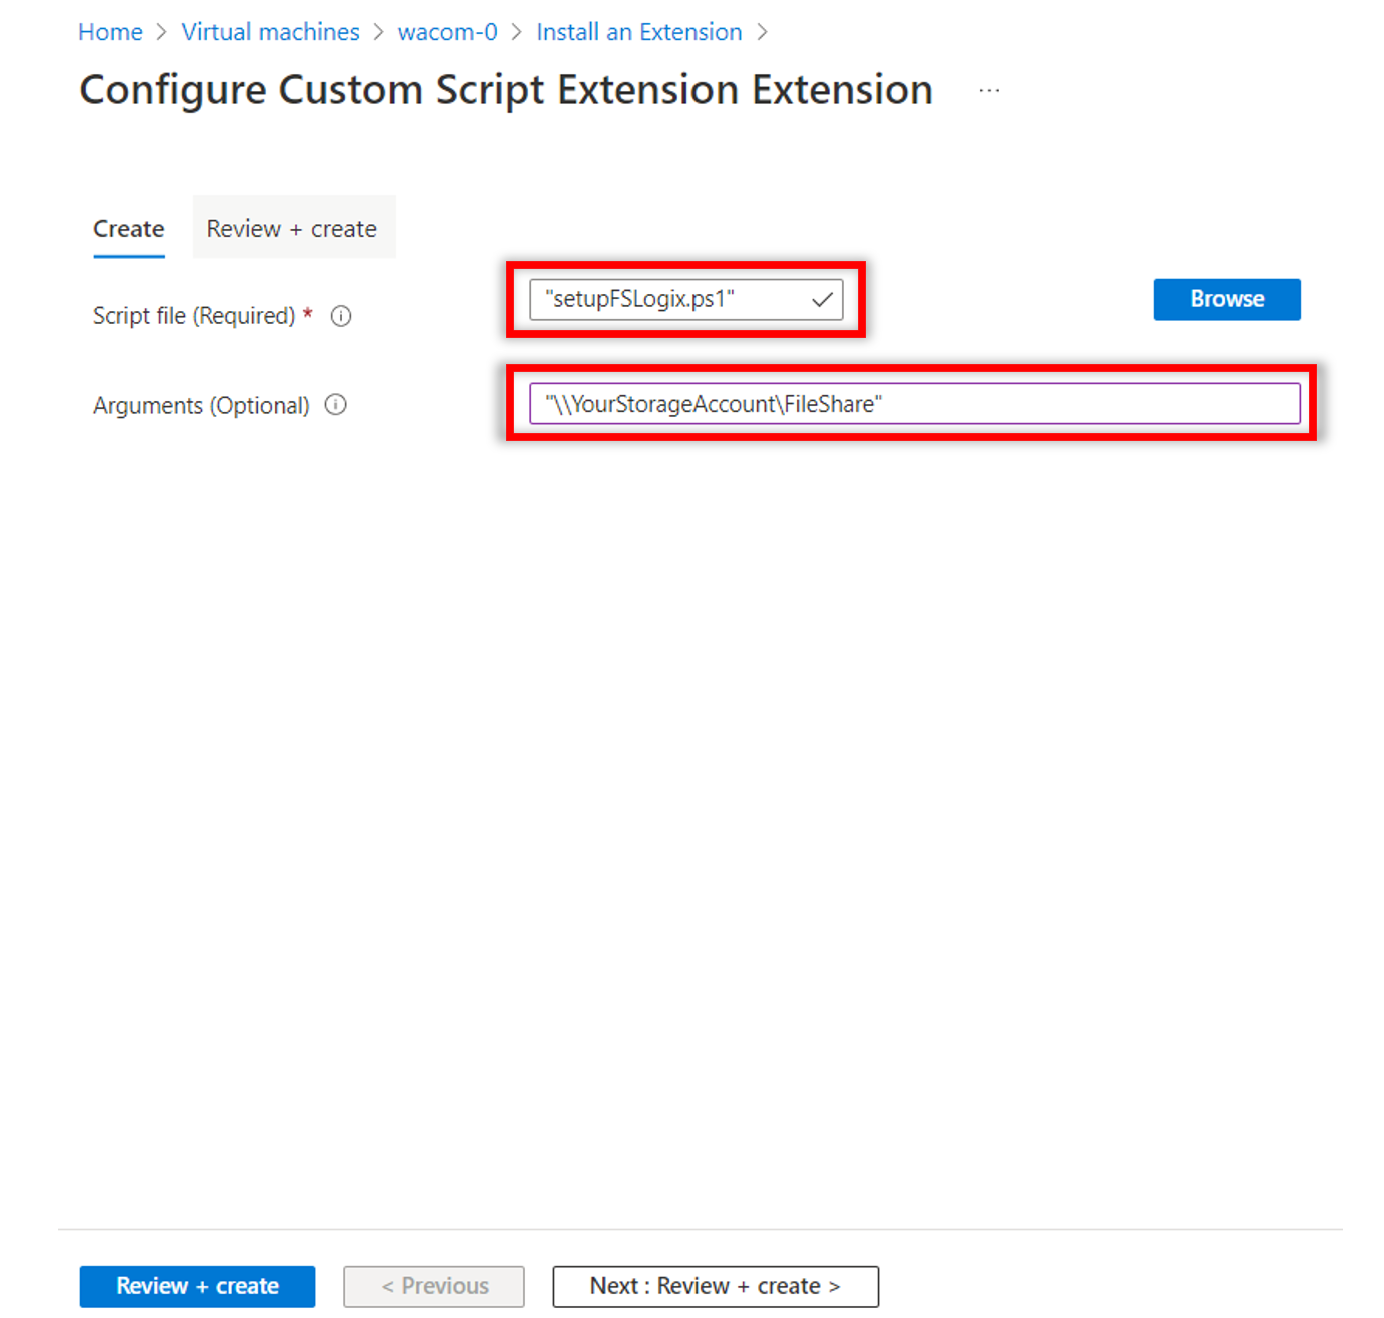 Home > Virtual machines > wacom-0 > Install an Extension >
Configure Custom Script Extension Extension ...
Create Review + create
Script file (Required) * "setupFSLogix.ps1" Browse
Arguments (Optional) "\\YourStorageAccount\FileShare"
Review + create < Previous Next : Review + create >